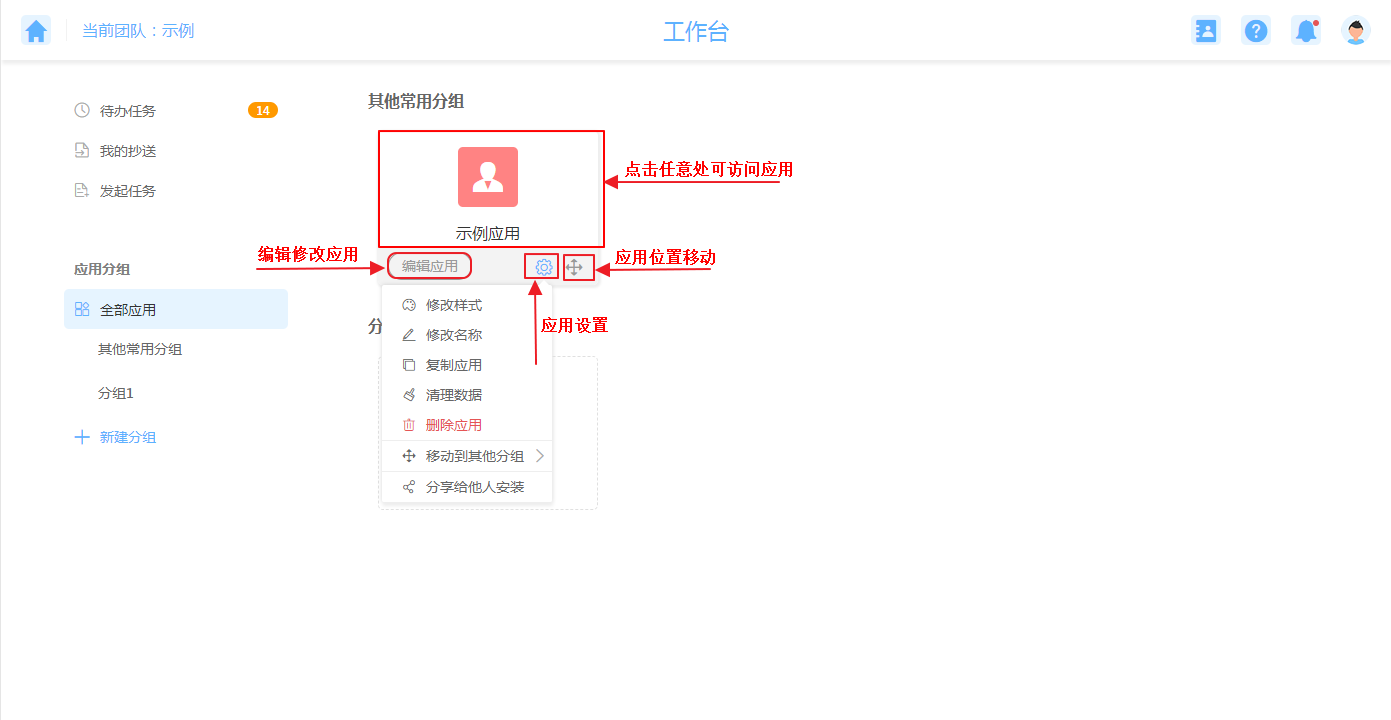 当前团队：示例
工作台
待办任务
14
我的抄送
发起任务
应用分组
全部应用
其他常用分组
分组1
新建分组
其他常用分组
示例应用
点击任意处可访问应用
编辑修改应用
编辑应用
应用位置移动
应用设置
分
修改样式
修改名称
复制应用
清理数据
删除应用
移动到其他分组
分享给他人安装